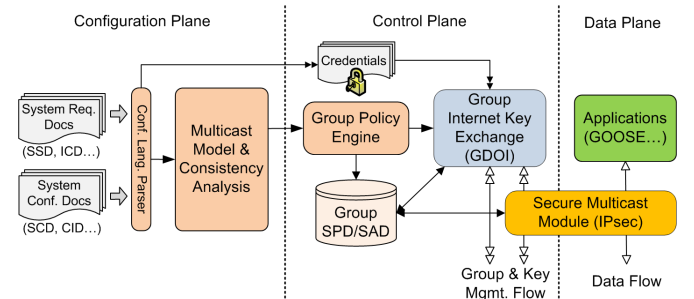 Configuration Plane
Control Plane
Data Plane
Credentials
System Req.
Docs
(SSD, ICD...)
System
Conf. Docs
(SCD, CID...)
Conf. Lang. Parser
Multicast
Model &
Consistency
Analysis
Group Policy
Engine
Group
Internet Key
Exchange
(GDOI)
Applications
(GOOSE...)
Group
SPD/SAD
Secure Multicast
Module (IPsec)
Group & Key
Mgmt. Flow
Data Flow